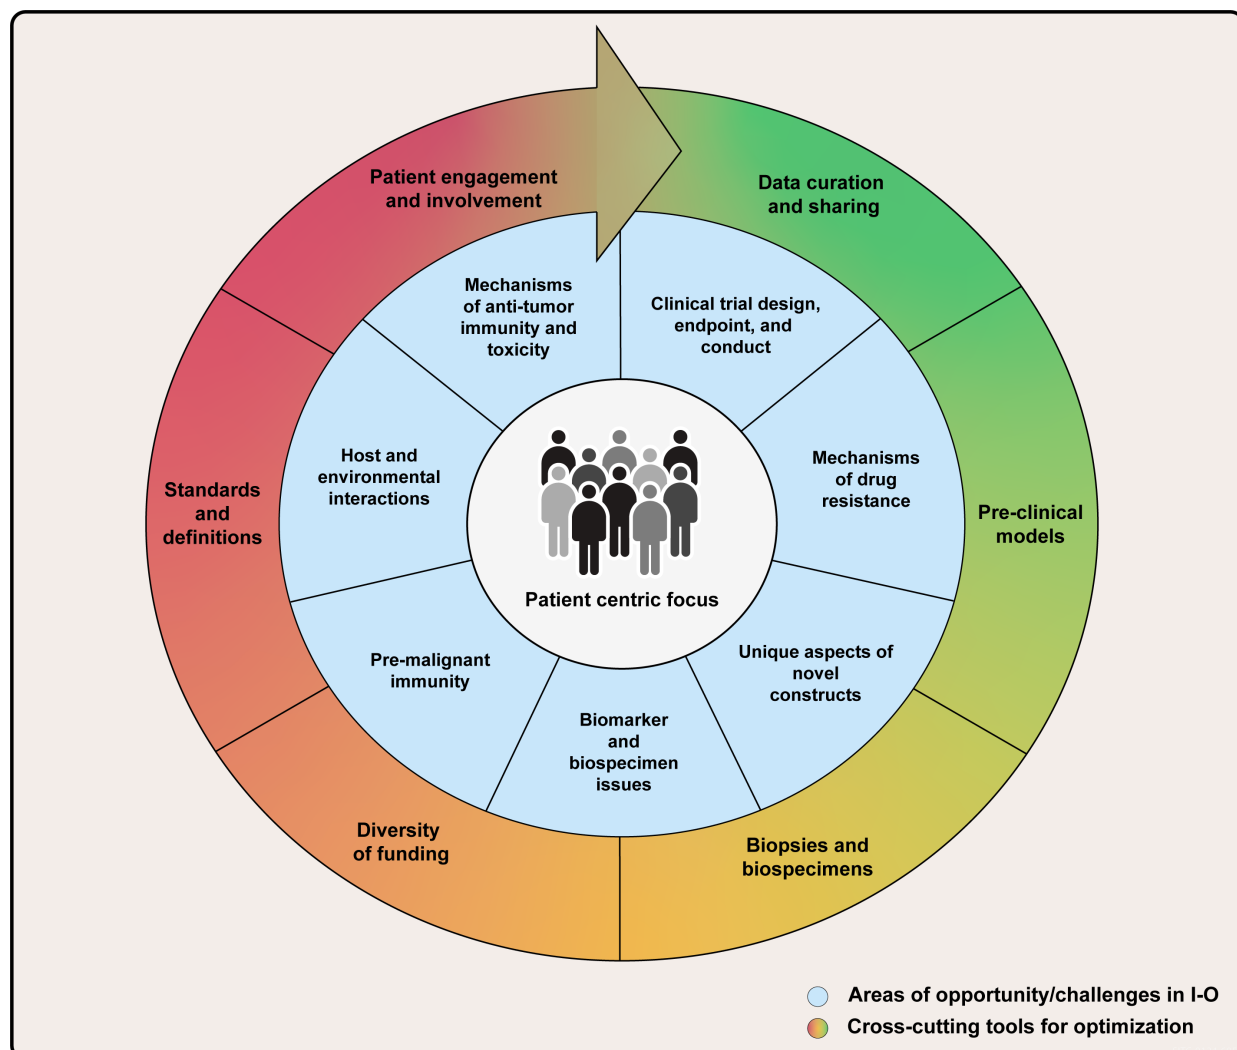 Patient engagement
and involvement
Data curation
and sharing
Mechanisms
of anti-tumor
immunity and
toxicity
Clinical trial design,
endpoint, and
conduct
Host and
environmental
interactions
Mechanisms
of drug
resistance
Standards
and
definitions
Pre-clinical
models
Patient centric focus
Pre-malignant
immunity
Unique aspects of
novel
constructs
Biomarker
and
biospecimen
issues
Diversity
of funding
Biopsies and
biospecimens
Areas of opportunity/challenges in I-O
Cross-cutting tools for optimization